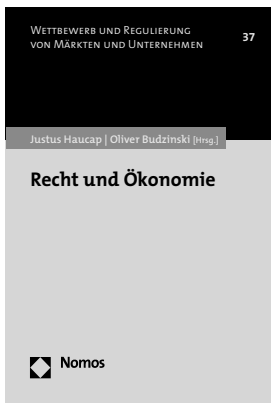 Wettbewerb und Regulierung
von Märkten und Unternehmen
37
Justus Haucap | Oliver Budzinski [Hrsg.]
Recht und Ökonomie
Nomos